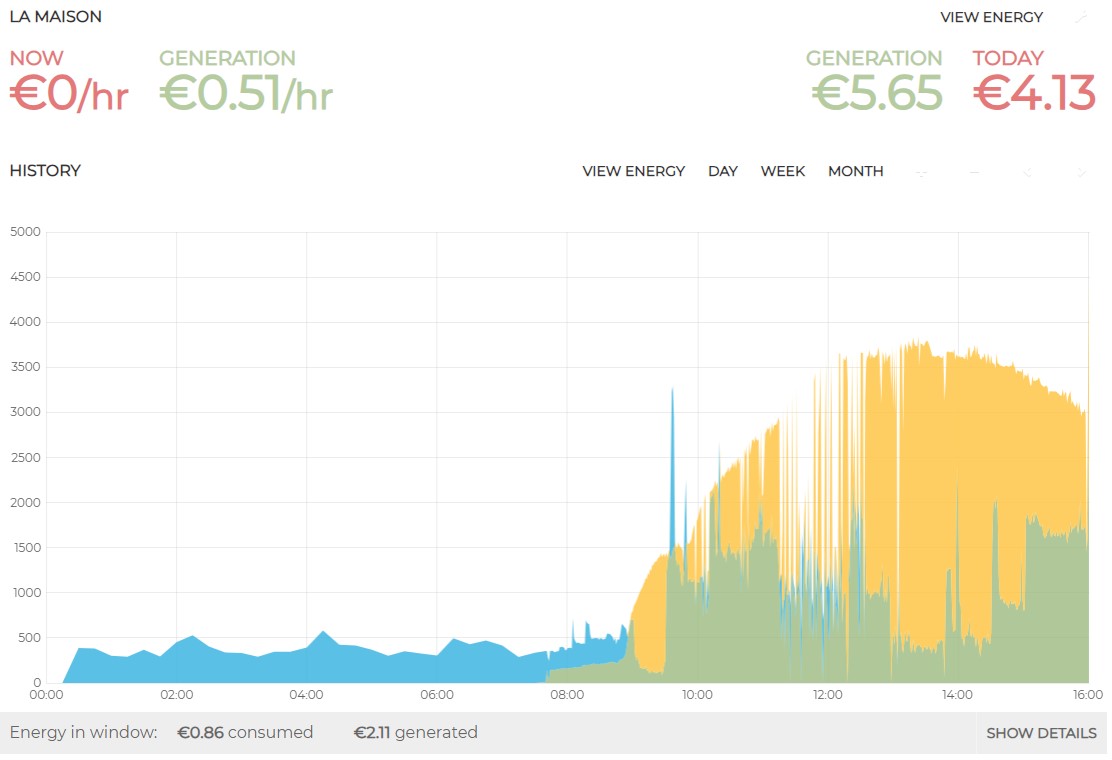 LA MAISON VIEW ENERGY
NOW GENERATION GENERATION TODAY
€0/hr €0.51/hr €5.65 €4.13
HISTORY VIEW ENERGY DAY WEEK MONTH
5000
4500
4000
3500
3000
2500
2000
1500
1000
500
0
00:00 02:00 04:00 06:00 08:00 10:00 12:00 14:00 16:00
Energy in window: €0.86 consumed €2.11 generated SHOW DETAILS